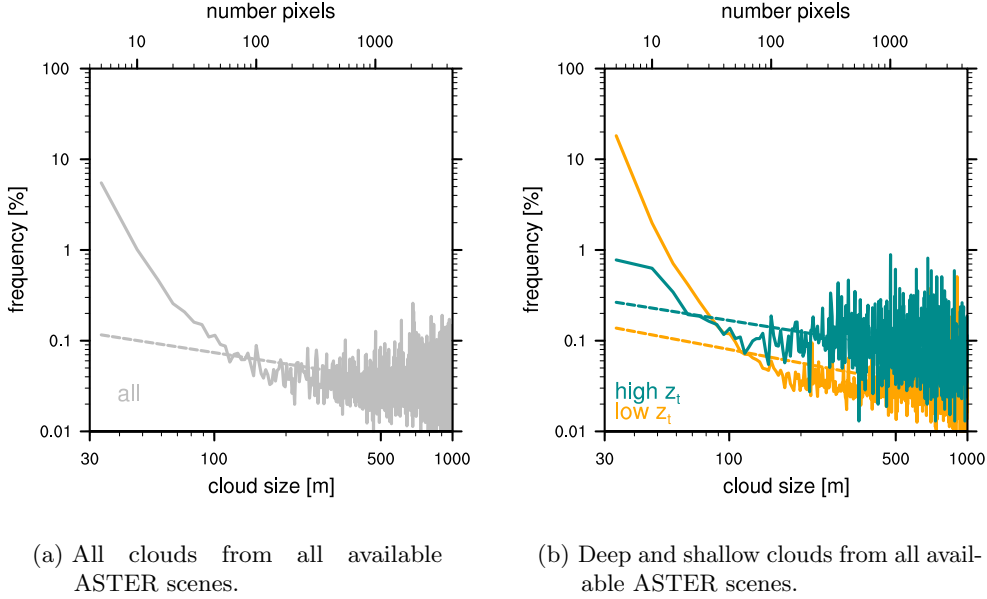 number pixels
10 100 1000
100
10
1
0.1
0.01
frequency [%]
all
30 100 500 1000
cloud size [m]
(a) All clouds from all available
ASTER scenes.
number pixels
10 100 1000
100
10
1
0.1
0.01
frequency [%]
high zt
low zt
30 100 500 1000
cloud size [m]
(b) Deep and shallow clouds from all avail-
able ASTER scenes.